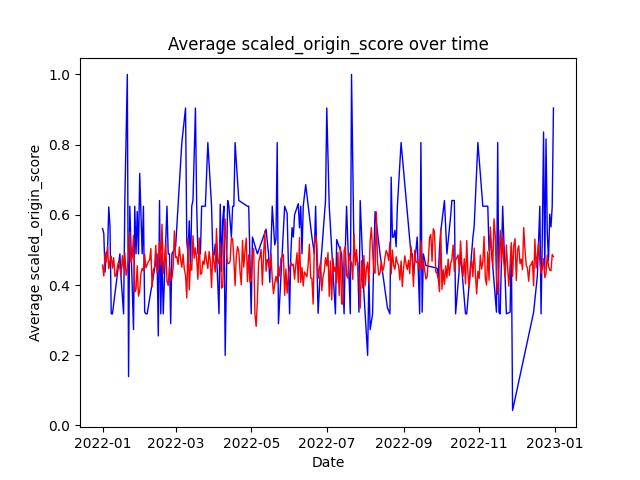 Average scaled_origin_score over time
1.0
0.8
0.6
0.4
0.2
0.0
Average scaled_origin_score
2022-01 2022-03 2022-05 2022-07 2022-09 2022-11 2023-01
Date